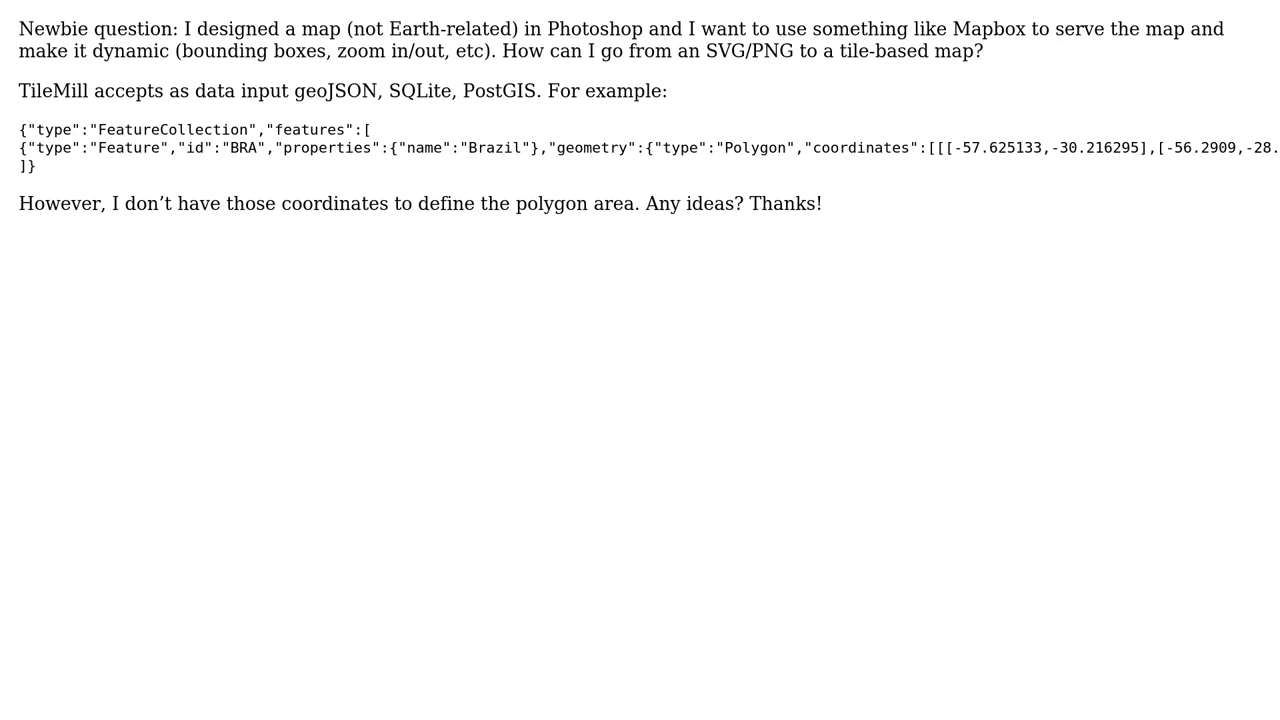 Newbie question: I designed a map (not Earth-related) in Photoshop and I want to use something like Mapbox to serve the map and
make it dynamic (bounding boxes, zoom in/out, etc). How can I go from an SVG/PNG to a tile-based map?
TileMill accepts as data input geoJSON, SQLite, PostGIS. For example:
{"type":"FeatureCollection","features":[
{"type":"Feature","id":"BRA","properties":{"name":"Brazil"},"geometry":{"type":"Polygon","coordinates":[[[-57.625133,-30.216295],[-56.2909,-28.
]}
However, I don’t have those coordinates to define the polygon area. Any ideas? Thanks!